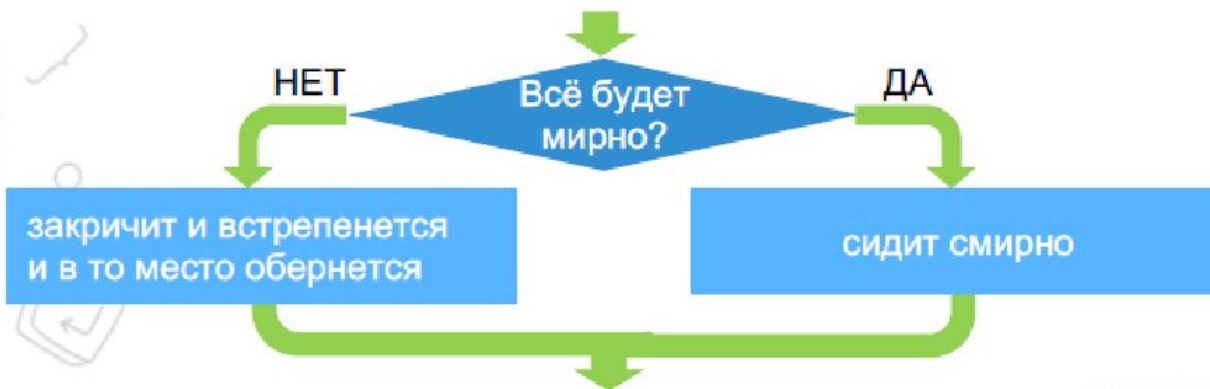 НЕТ
Всё будет
мирно?
ДА
закричит и встрепенется
и в то место обернется
сидит смирно